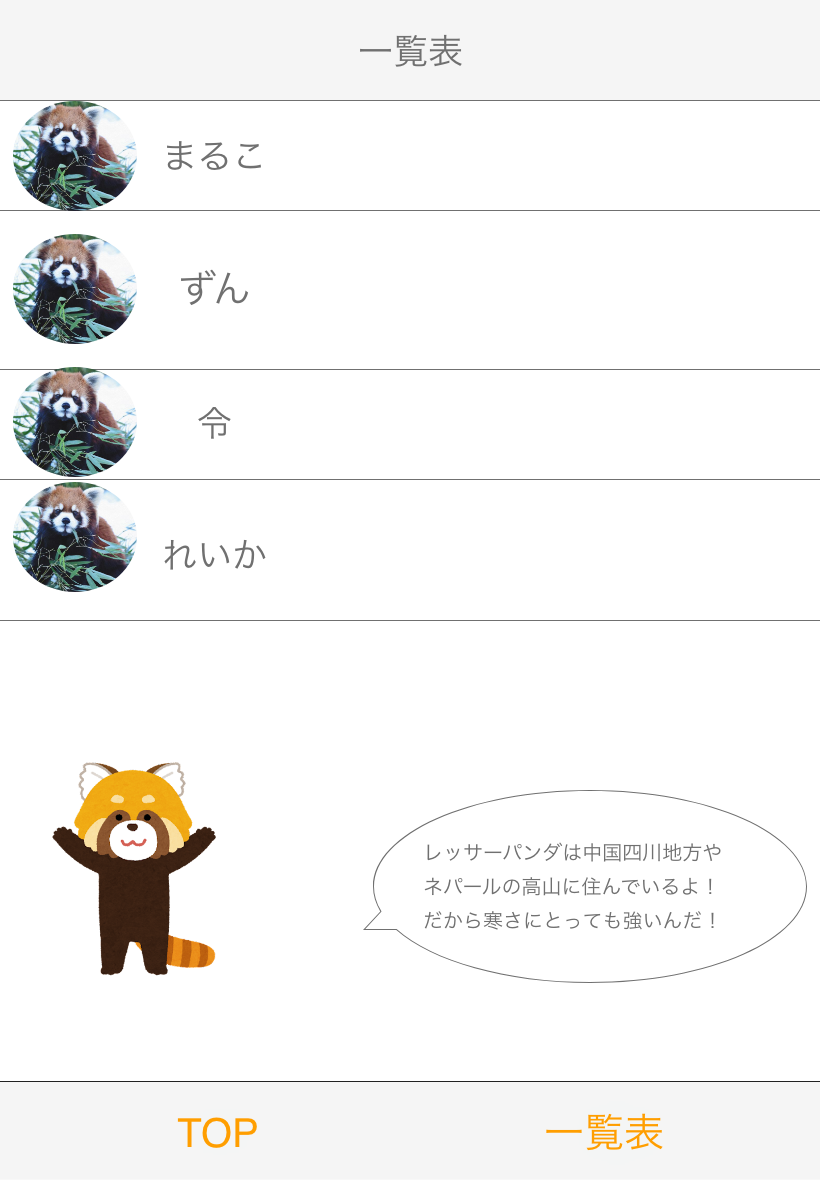 一覧表
まるこ
ずん
令
れいか
レッサーパンダは中国四川地方や
ネパールの高山に住んでいるよ！
だから寒さにとっても強いんだ！
TOP
一覧表